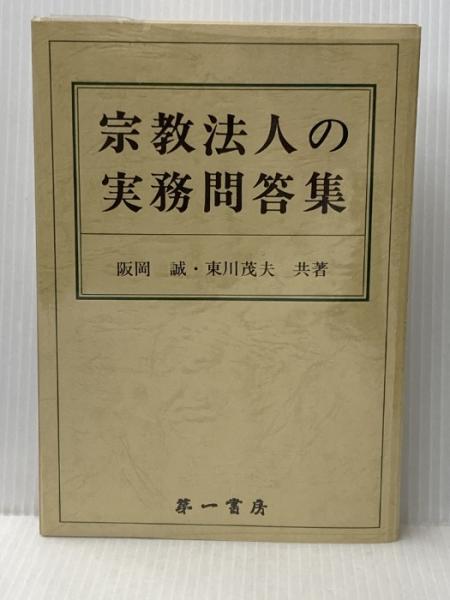 宗教法人の
実務問答集
阪岡 誠・東川茂夫 共著
第一書房